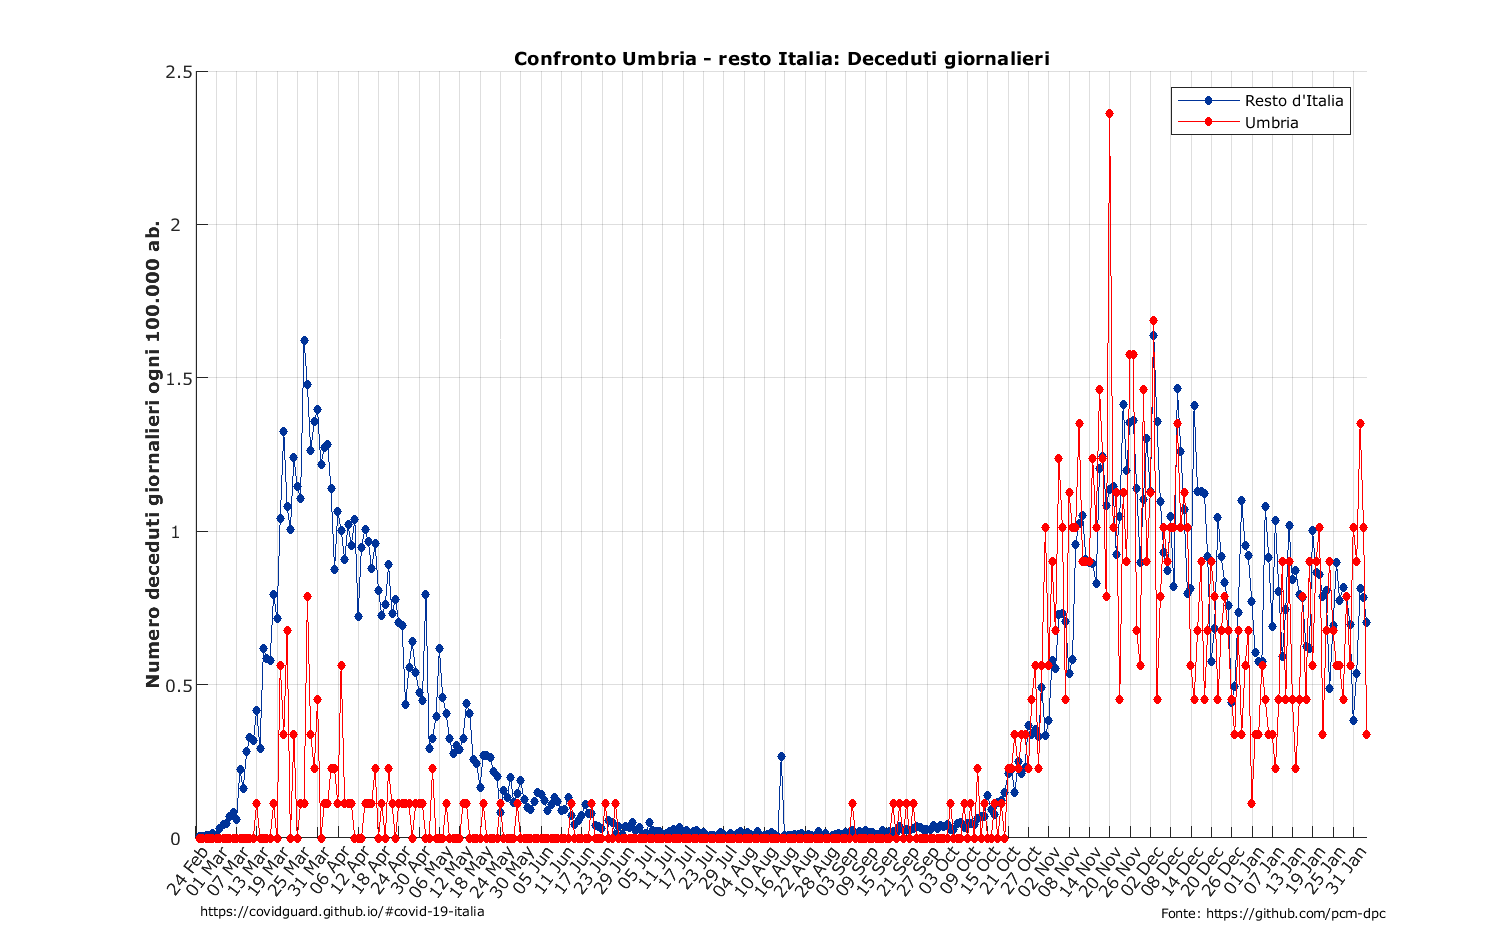 Confronto Umbria - resto Italia: Deceduti giornalieri
Resto d'Italia
Umbria
Numero deceduti giornalieri ogni 100.000 ab.
2.5
2
1.5
1
0.5
0
24 Feb
01 Mar
07 Mar
13 Mar
19 Mar
25 Mar
31 Mar
06 Apr
12 Apr
18 Apr
24 Apr
30 Apr
06 May
12 May
18 May
24 May
30 May
05 Jun
11 Jun
17 Jun
23 Jun
29 Jun
05 Jul
11 Jul
17 Jul
23 Jul
29 Jul
04 Aug
10 Aug
16 Aug
22 Aug
28 Aug
03 Sep
09 Sep
15 Sep
21 Sep
27 Sep
03 Oct
09 Oct
15 Oct
21 Oct
27 Oct
02 Nov
08 Nov
14 Nov
20 Nov
26 Nov
02 Dec
08 Dec
14 Dec
20 Dec
26 Dec
01 Jan
07 Jan
13 Jan
19 Jan
25 Jan
31 Jan
https://covidguard.github.io/#covid-19-italia
Fonte: https://github.com/pcm-dpc